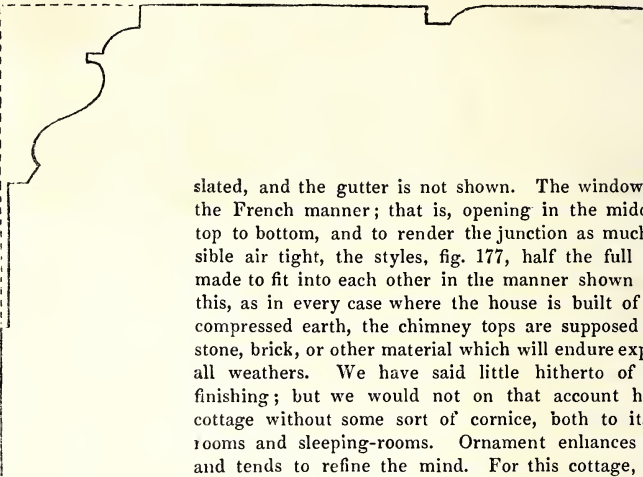 slated, and the gutter is not shown. The window
the French manner; that is, opening in the midd
top to bottom, and to render the junction as much
sible air tight, the styles, fig. 177, half the full
made to fit into each other in the manner shown
this, as in every case where the house is built of
compressed earth, the chimney tops are supposed
stone, brick, or other material which will endure exp
all weathers. We have said little hitherto of
finishing; but we would not on that account h
cottage without some sort of cornice, both to it
rooms and sleeping-rooms. Ornament enhances
and tends to refine the mind. For this cottage,